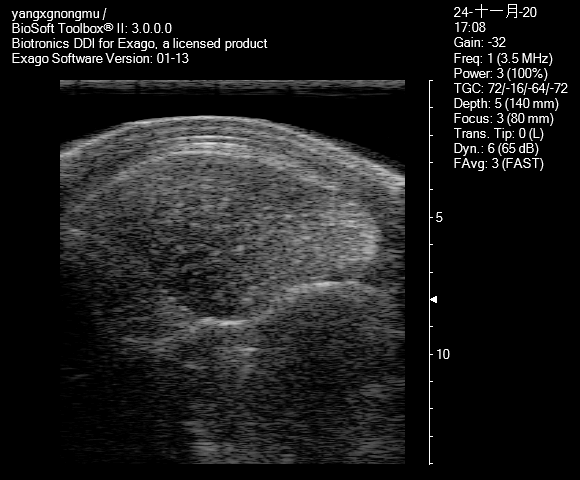 yangxgnongmu /
BioSoft Toolbox® II: 3.0.0.0
Biotronics DDI for Exago, a licensed product
Exago Software Version: 01-13
24-十一月-20
17:08
Gain: -32
Freq: 1 (3.5 MHz)
Power: 3 (100%)
TGC: 72/-16/-64/-72
Depth: 5 (140 mm)
Focus: 3 (80 mm)
Trans. Tip: 0 (L)
Dyn.: 6 (65 dB)
FAvg: 3 (FAST)
5
10